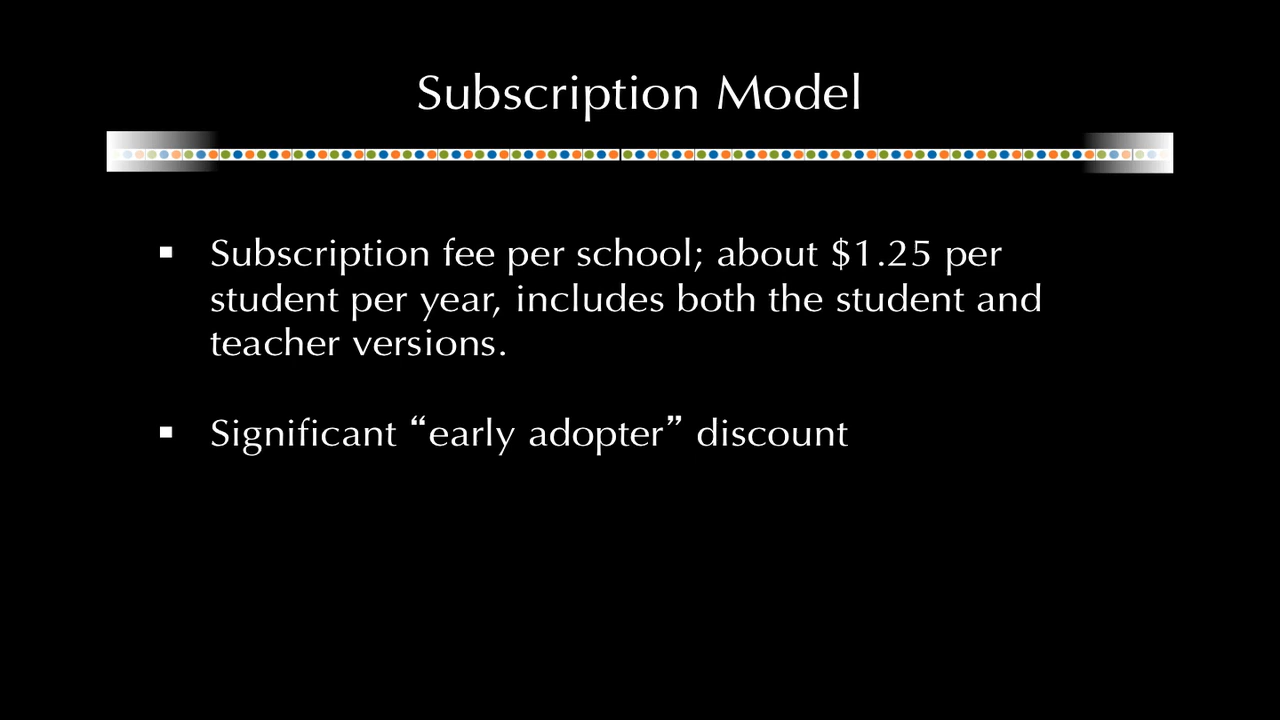 Subscription Model
▪ Subscription fee per school; about $1.25 per
student per year, includes both the student and
teacher versions.
▪ Significant “early adopter” discount